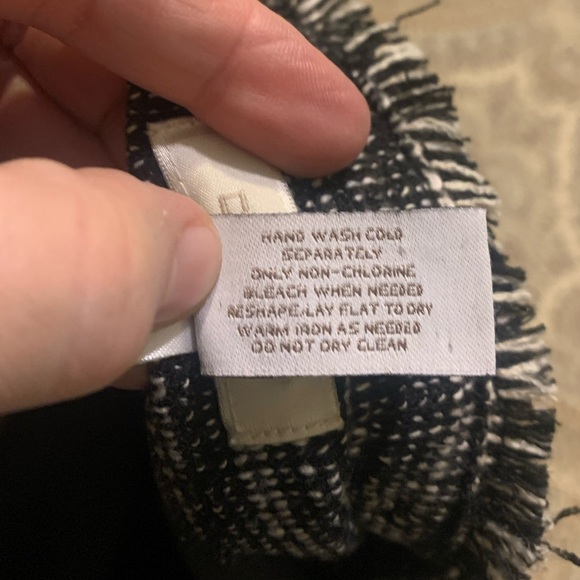 HAND WASH COLD
SEPARATELY
ONLY NON-CHLORINE
BLEACH WHEN NEEDED
RESHAPE/LAY FLAT TO DRY
WARM IRON AS NEEDED
DO NOT DRY CLEAN